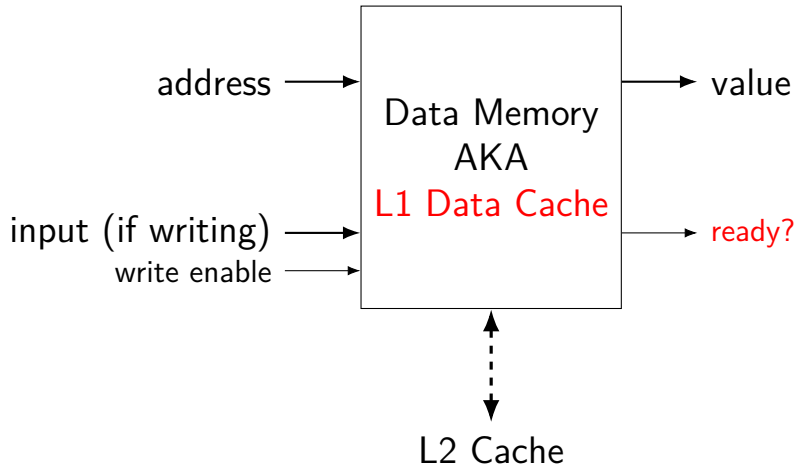 address
value
Data Memory
AKA
L1 Data Cache
input (if writing)
ready?
write enable
L2 Cache